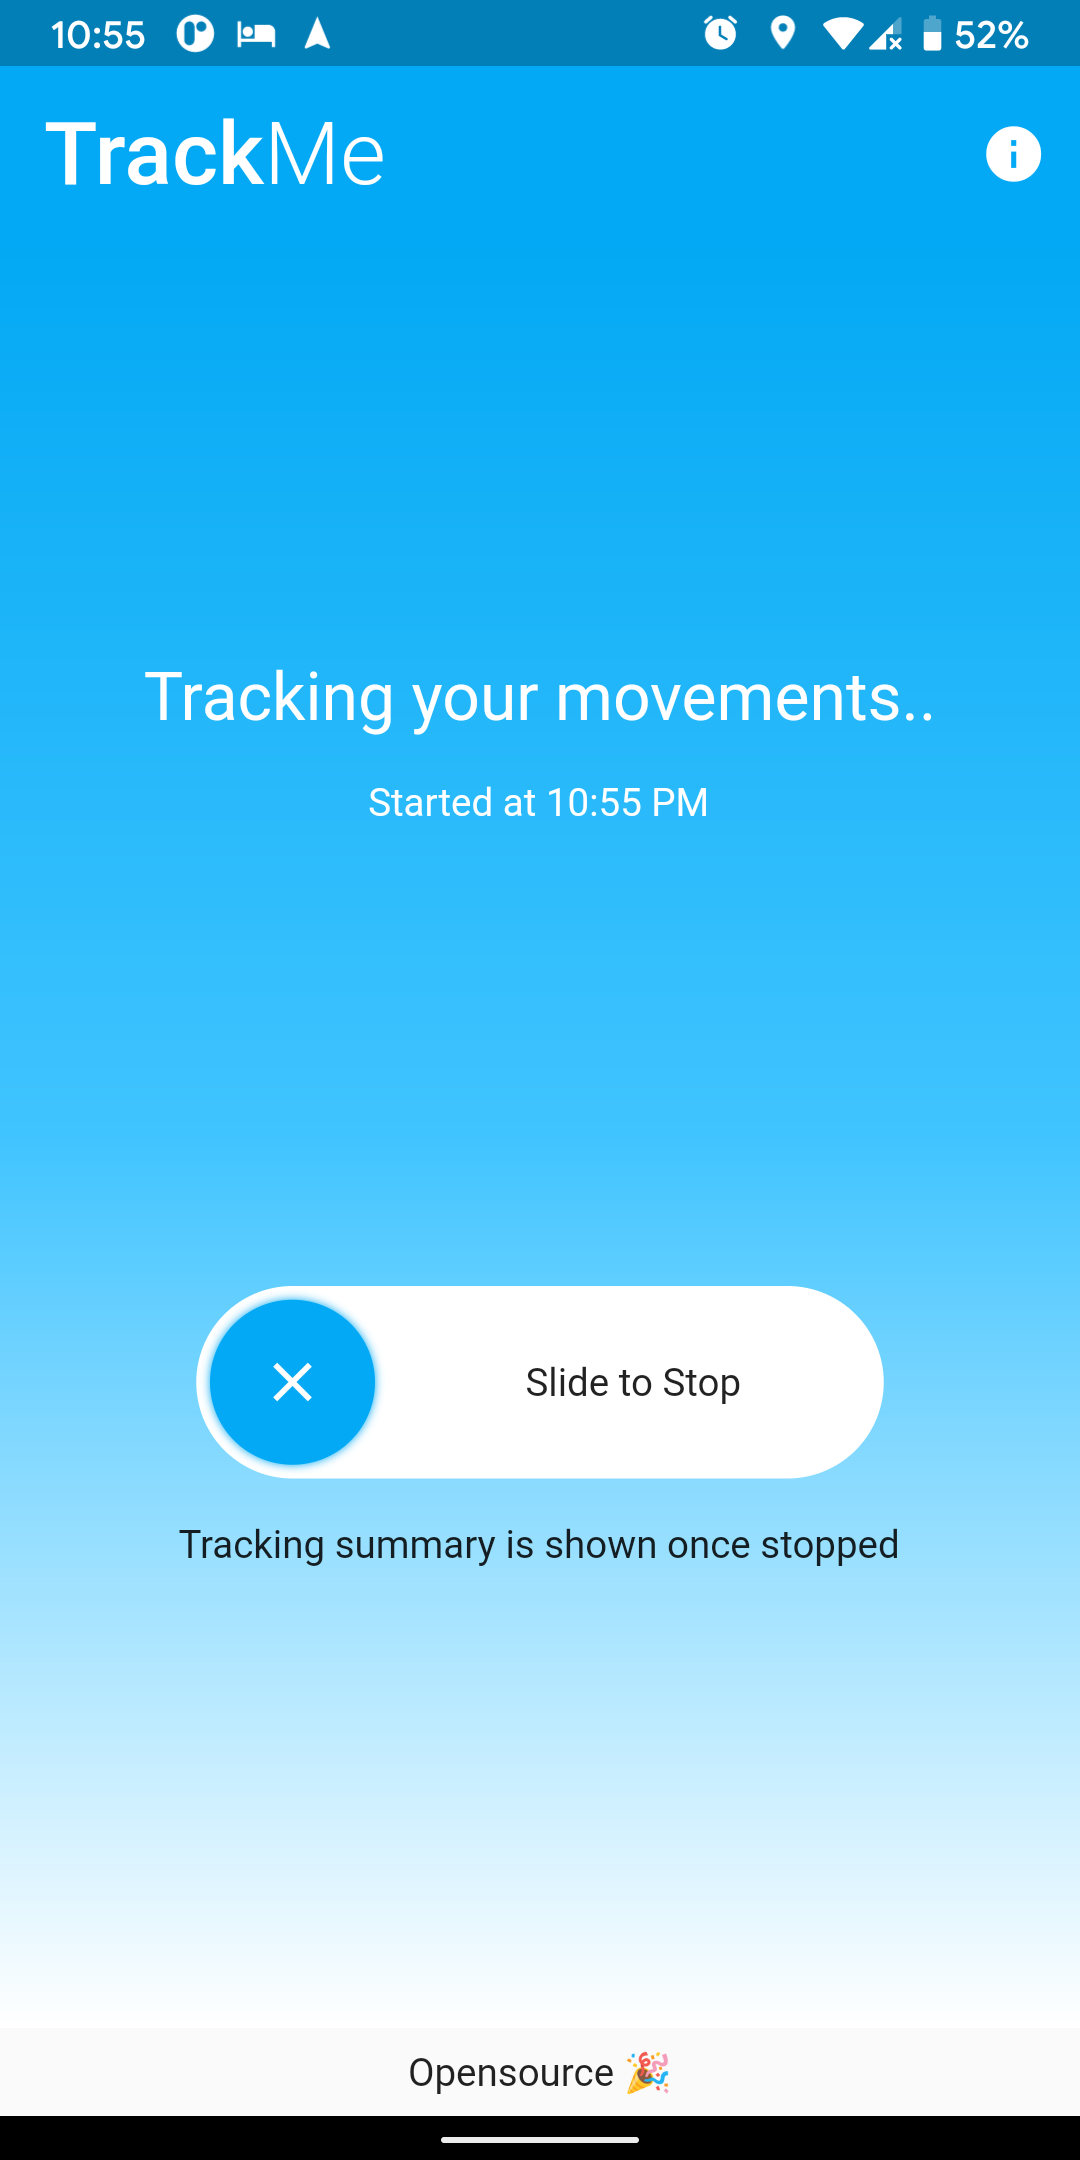 10:55 52%
TrackMe
Tracking your movements..
Started at 10:55 PM
Slide to Stop
Tracking summary is shown once stopped
Opensource 🎉